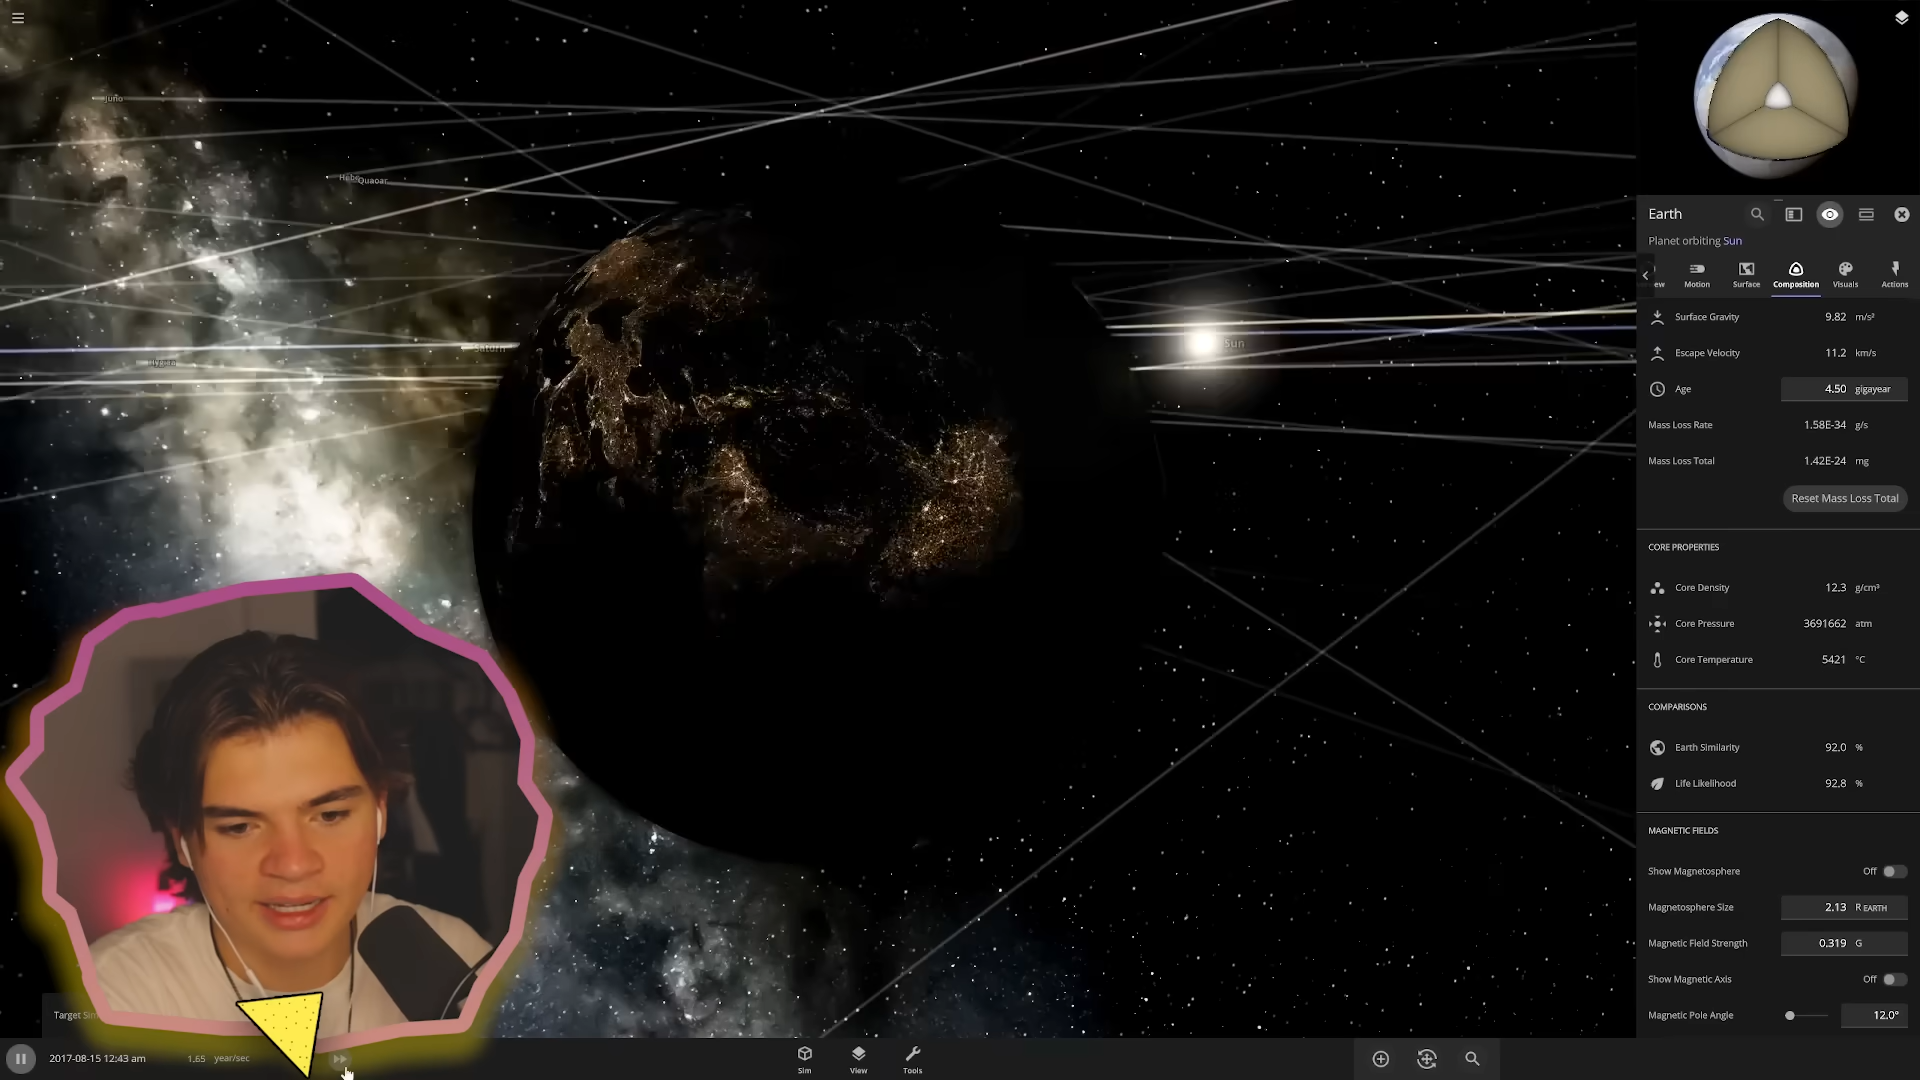 Juno
Quaoar
Saturn
Sun
Earth
Planet orbiting Sun
ew
Motion
Surface
Composition
Visuals
Actions
Surface Gravity 9.82 m/s²
Escape Velocity 11.2 km/s
Age 4.50 gigayear
Mass Loss Rate 1.58E-34 g/s
Mass Loss Total 1.42E-24 mg
Reset Mass Loss Total
CORE PROPERTIES
Core Density 12.3 g/cm³
Core Pressure 3691662 atm
Core Temperature 5421 °C
COMPARISONS
Earth Similarity 92.0 %
Life Likelihood 92.8 %
MAGNETIC FIELDS
Show Magnetosphere Off
Magnetosphere Size 2.13 R EARTH
Magnetic Field Strength 0.319 G
Show Magnetic Axis Off
Magnetic Pole Angle 12.0°
Target
2017-08-15 12:43 am 1.65 year/sec
Sim
View
Tools